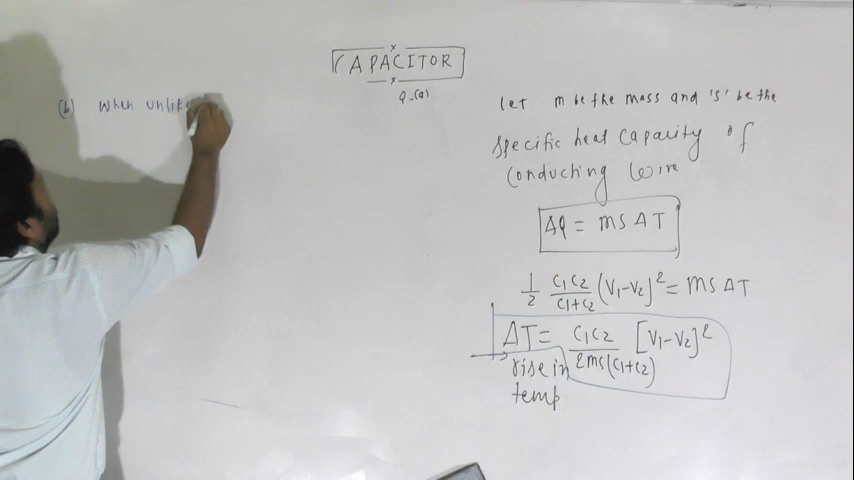 CAPACITOR
Q-(a)
(b) When unlike
Let m be the mass and 's' be the
specific heat capacity of
conducting wire
ΔQ = ms ΔT
1/2 C1C2/(C1+C2) (V1-V2)² = ms ΔT
ΔT = C1C2/(2ms(C1+C2)) [V1-V2]²
rise in
temp